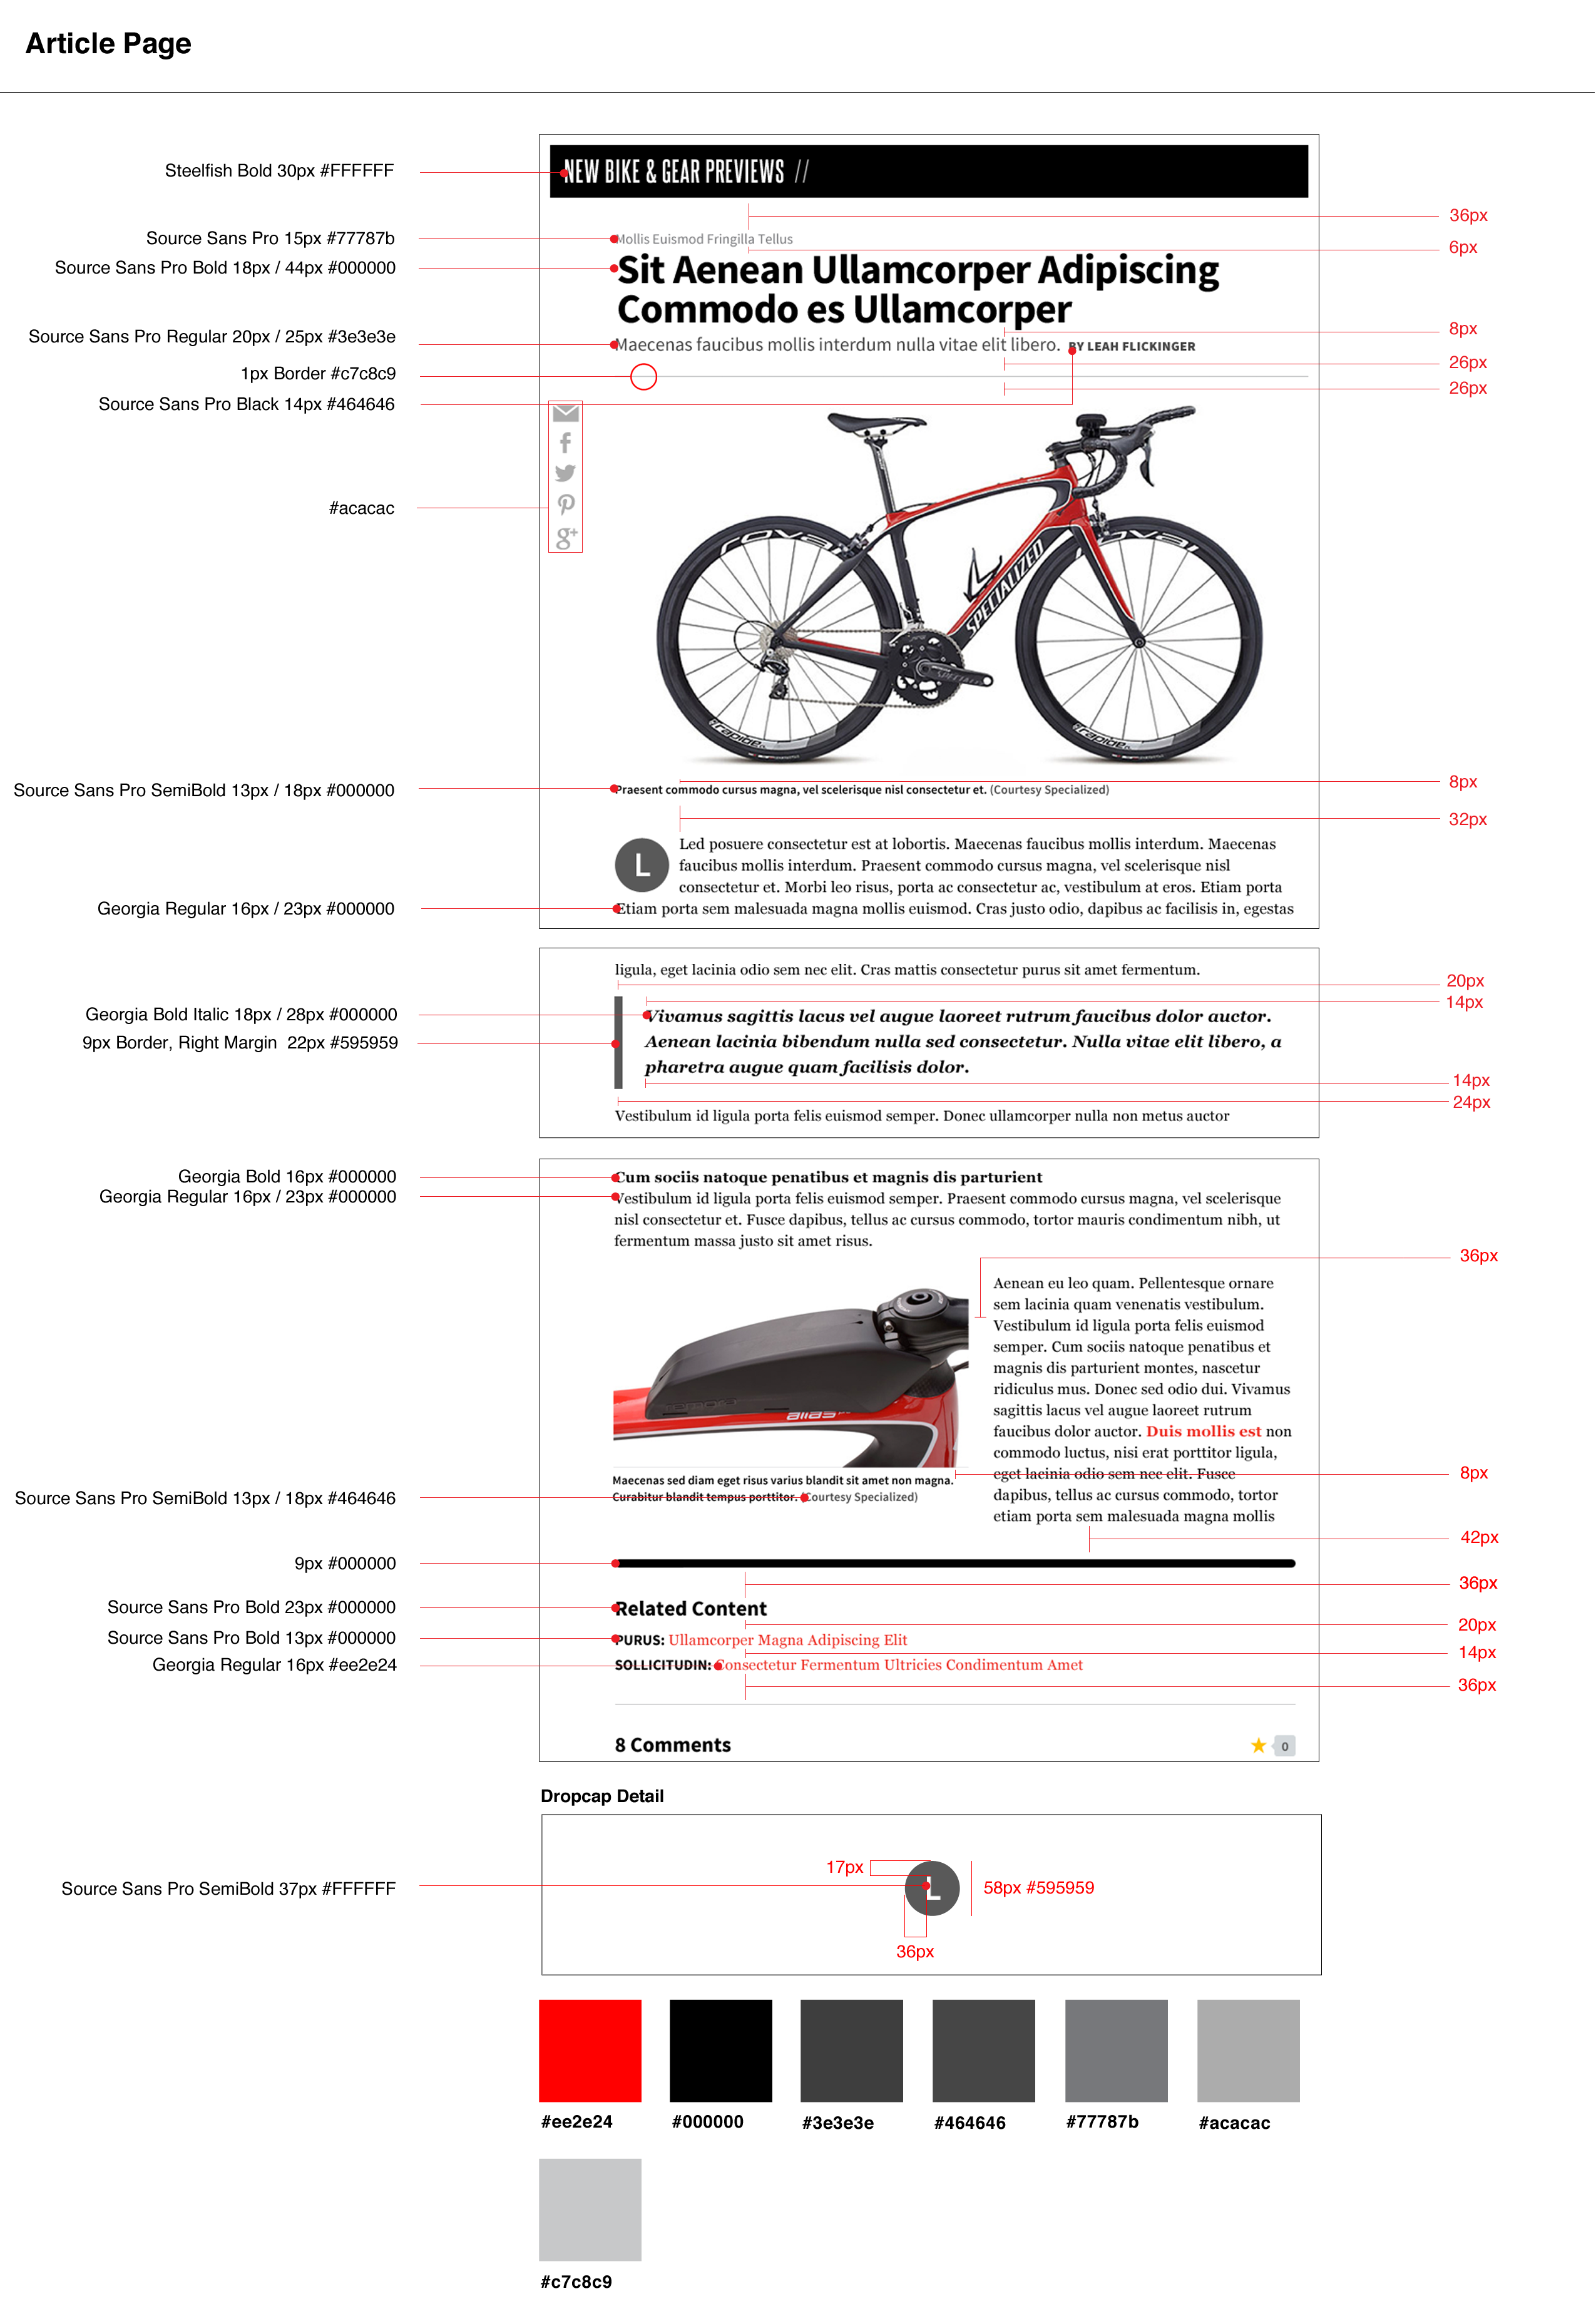 Article Page
Steelfish Bold 30px #FFFFFF
NEW BIKE & GEAR PREVIEWS //
36px
Source Sans Pro 15px #77787b
Mollis Euismod Fringilla Tellus
6px
Source Sans Pro Bold 18px / 44px #000000
Sit Aenean Ullamcorper Adipiscing
Commodo es Ullamcorper
8px
Source Sans Pro Regular 20px / 25px #3e3e3e
Maecenas faucibus mollis interdum nulla vitae elit libero. BY LEAH FLICKINGER
26px
1px Border #c7c8c9
26px
Source Sans Pro Black 14px #464646
#acacac
g+
OVAL
OVAL
SPECIALIZED
SPECIALIZED
rapide
rapide
8px
Source Sans Pro SemiBold 13px / 18px #000000
Praesent commodo cursus magna, vel scelerisque nisl consectetur et. (Courtesy Specialized)
32px
L
Led posuere consectetur est at lobortis. Maecenas faucibus mollis interdum. Maecenas
faucibus mollis interdum. Praesent commodo cursus magna, vel scelerisque nisl
consectetur et. Morbi leo risus, porta ac consectetur ac, vestibulum at eros. Etiam porta
Georgia Regular 16px / 23px #000000
Etiam porta sem malesuada magna mollis euismod. Cras justo odio, dapibus ac facilisis in, egestas
ligula, eget lacinia odio sem nec elit. Cras mattis consectetur purus sit amet fermentum.
20px
14px
Georgia Bold Italic 18px / 28px #000000
Vivamus sagittis lacus vel augue laoreet rutrum faucibus dolor auctor.
9px Border, Right Margin 22px #595959
Aenean lacinia bibendum nulla sed consectetur. Nulla vitae elit libero, a
pharetra augue quam facilisis dolor.
14px
24px
Vestibulum id ligula porta felis euismod semper. Donec ullamcorper nulla non metus auctor
Georgia Bold 16px #000000
Cum sociis natoque penatibus et magnis dis parturient
Georgia Regular 16px / 23px #000000
Vestibulum id ligula porta felis euismod semper. Praesent commodo cursus magna, vel scelerisque
nisl consectetur et. Fusce dapibus, tellus ac cursus commodo, tortor mauris condimentum nibh, ut
fermentum massa justo sit amet risus.
36px
Aenean eu leo quam. Pellentesque ornare
sem lacinia quam venenatis vestibulum.
Vestibulum id ligula porta felis euismod
semper. Cum sociis natoque penatibus et
magnis dis parturient montes, nascetur
ridiculus mus. Donec sed odio dui. Vivamus
sagittis lacus vel augue laoreet rutrum
faucibus dolor auctor. Duis mollis est non
commodo luctus, nisi erat porttitor ligula,
eget lacinia odio sem nec elit. Fusce
dapibus, tellus ac cursus commodo, tortor
etiam porta sem malesuada magna mollis
alias
8px
Maecenas sed diam eget risus varius blandit sit amet non magna.
Source Sans Pro SemiBold 13px / 18px #464646
Curabitur blandit tempus porttitor. (Courtesy Specialized)
42px
9px #000000
36px
Source Sans Pro Bold 23px #000000
Related Content
20px
Source Sans Pro Bold 13px #000000
PURUS: Ullamcorper Magna Adipiscing Elit
14px
Georgia Regular 16px #ee2e24
SOLLICITUDIN: Consectetur Fermentum Ultricies Condimentum Amet
36px
8 Comments
0
Dropcap Detail
17px
Source Sans Pro SemiBold 37px #FFFFFF
L
58px #595959
36px
#ee2e24
#000000
#3e3e3e
#464646
#77787b
#acacac
#c7c8c9